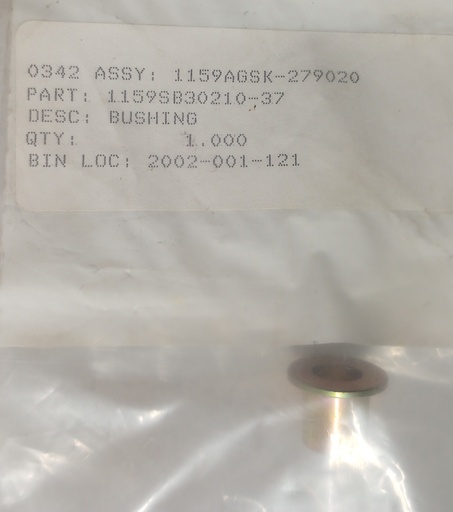 0342 ASSY: 1159AGSK-279020
PART: 1159SB30210-37
DESC: BUSHING
QTY: 1.000
BIN LOC: 2002-001-121